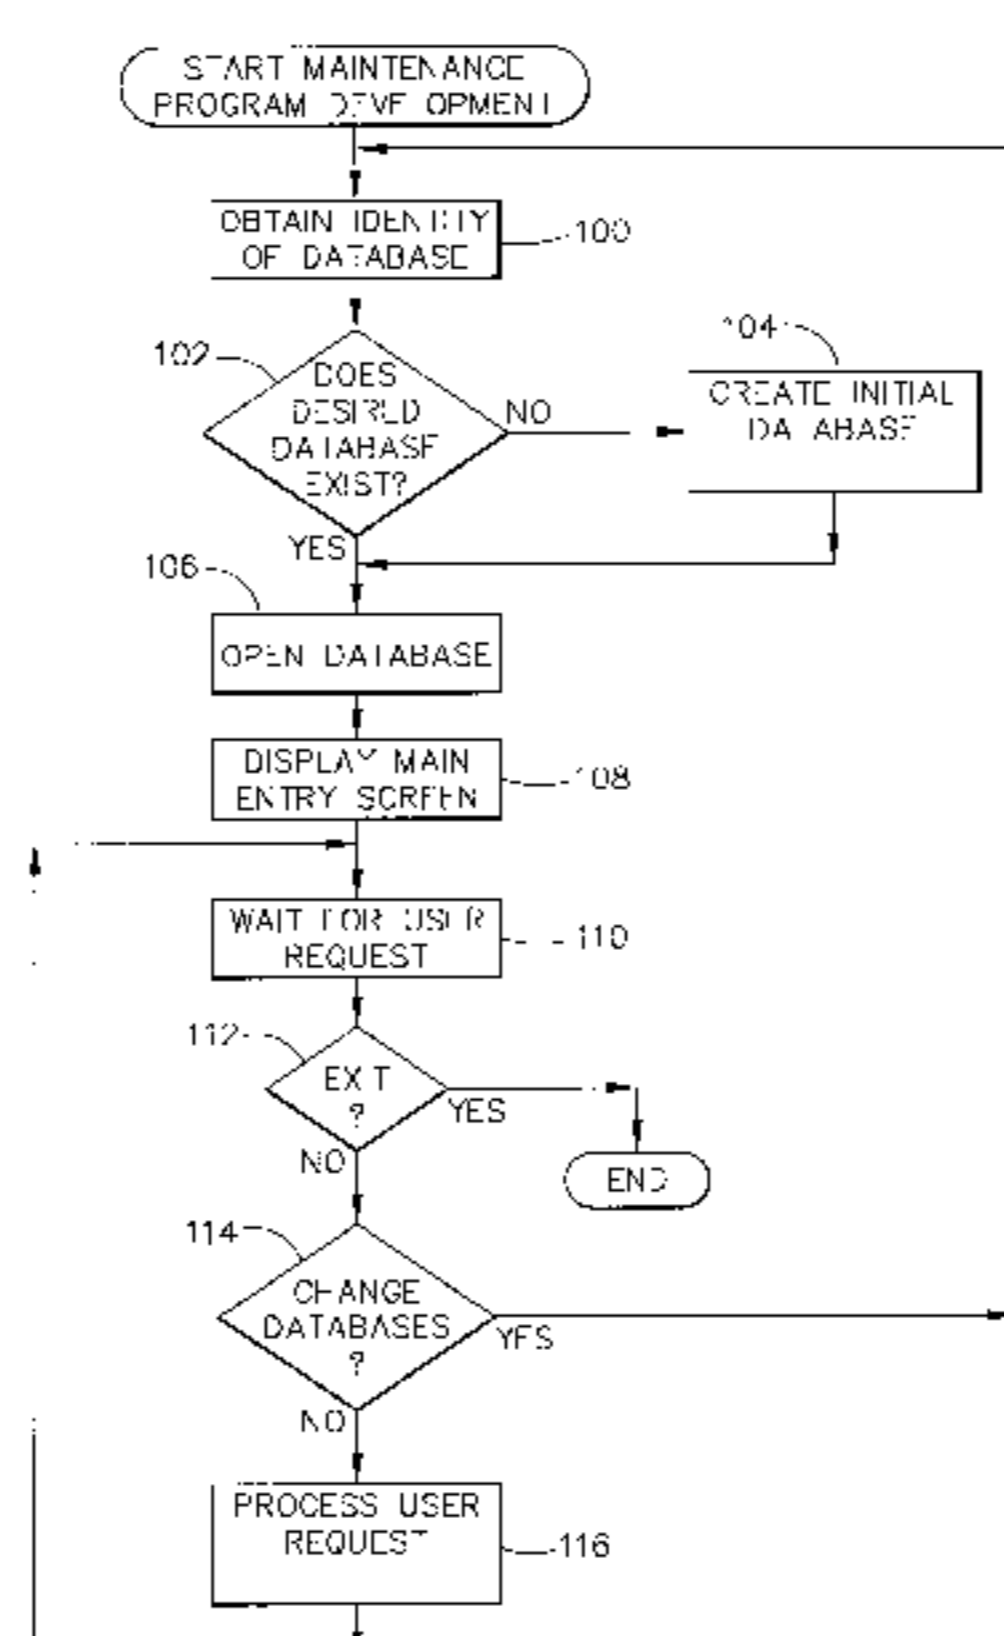 START MAINTENANCE
PROGRAM DEVELOPMENT
OBTAIN IDENTITY
OF DATABASE
100
102
DOES
DESIRED
DATABASE
EXIST?
NO
104
CREATE INITIAL
DATABASE
YES
106
OPEN DATABASE
DISPLAY MAIN
ENTRY SCREEN
108
WAIT FOR USER
REQUEST
110
112
EXIT
?
YES
NO
END
114
CHANGE
DATABASES
?
YES
NO
PROCESS USER
REQUEST
116